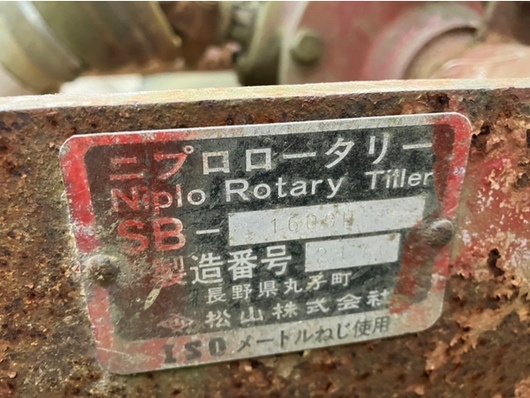 ニプロロータリー
Niplo Rotary Tiller
SB-
製造番号
長野県丸子町
松山株式会社
ISO メートルねじ使用